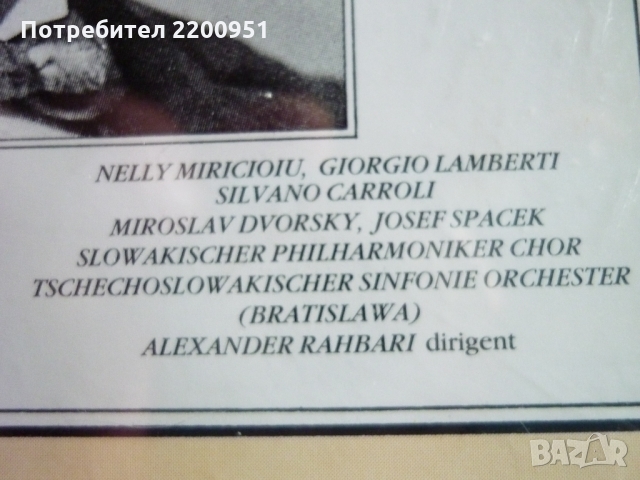 Потребител 2200951
NELLY MIRICIOIU, GIORGIO LAMBERTI
SILVANO CARROLI
MIROSLAV DVORSKY, JOSEF SPACEK
SLOWAKISCHER PHILHARMONIKER CHOR
TSCHECHOSLOWAKISCHER SINFONIE ORCHESTER
(BRATISLAWA)
ALEXANDER RAHBARI dirigent
BAZAR